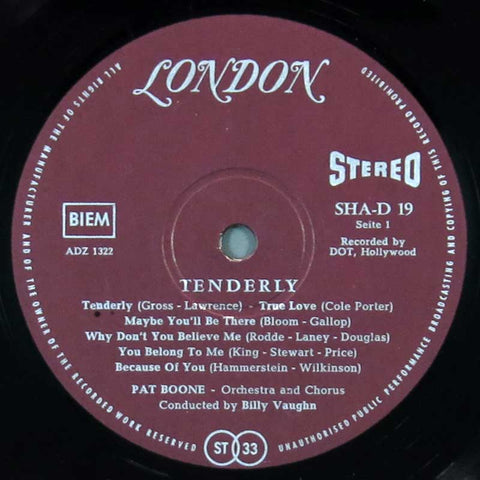 LONDON
STEREO
SHA-D 19
Seite 1
Recorded by
DOT, Hollywood
BIEM
ADZ 1322
TENDERLY
Tenderly (Gross - Lawrence) - True Love (Cole Porter)
Maybe You'll Be There (Bloom - Gallop)
Why Don't You Believe Me (Rodde - Laney - Douglas)
You Belong To Me (King - Stewart - Price)
Because Of You (Hammerstein - Wilkinson)
PAT BOONE - Orchestra and Chorus
Conducted by Billy Vaughn
ST 33
ALL RIGHTS OF THE MANUFACTURER AND OF THE OWNER OF THE RECORDED WORK RESERVED
UNAUTHORISED PUBLIC PERFORMANCE BROADCASTING AND COPYING OF THIS RECORD PROHIBITED